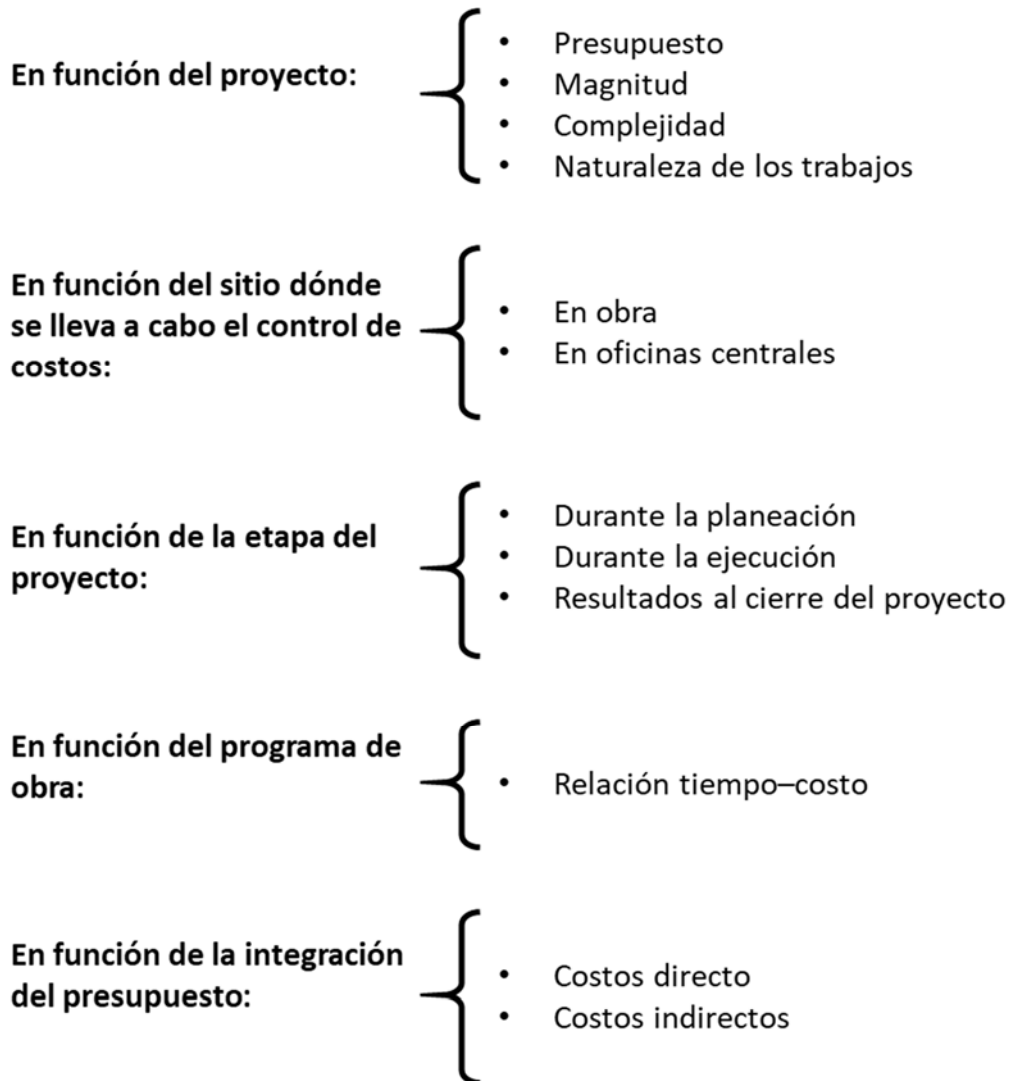 En función del proyecto:
• Presupuesto
• Magnitud
• Complejidad
• Naturaleza de los trabajos
En función del sitio dónde
se lleva a cabo el control de
costos:
• En obra
• En oficinas centrales
En función de la etapa del
proyecto:
• Durante la planeación
• Durante la ejecución
• Resultados al cierre del proyecto
En función del programa de
obra:
• Relación tiempo–costo
En función de la integración
del presupuesto:
• Costos directo
• Costos indirectos